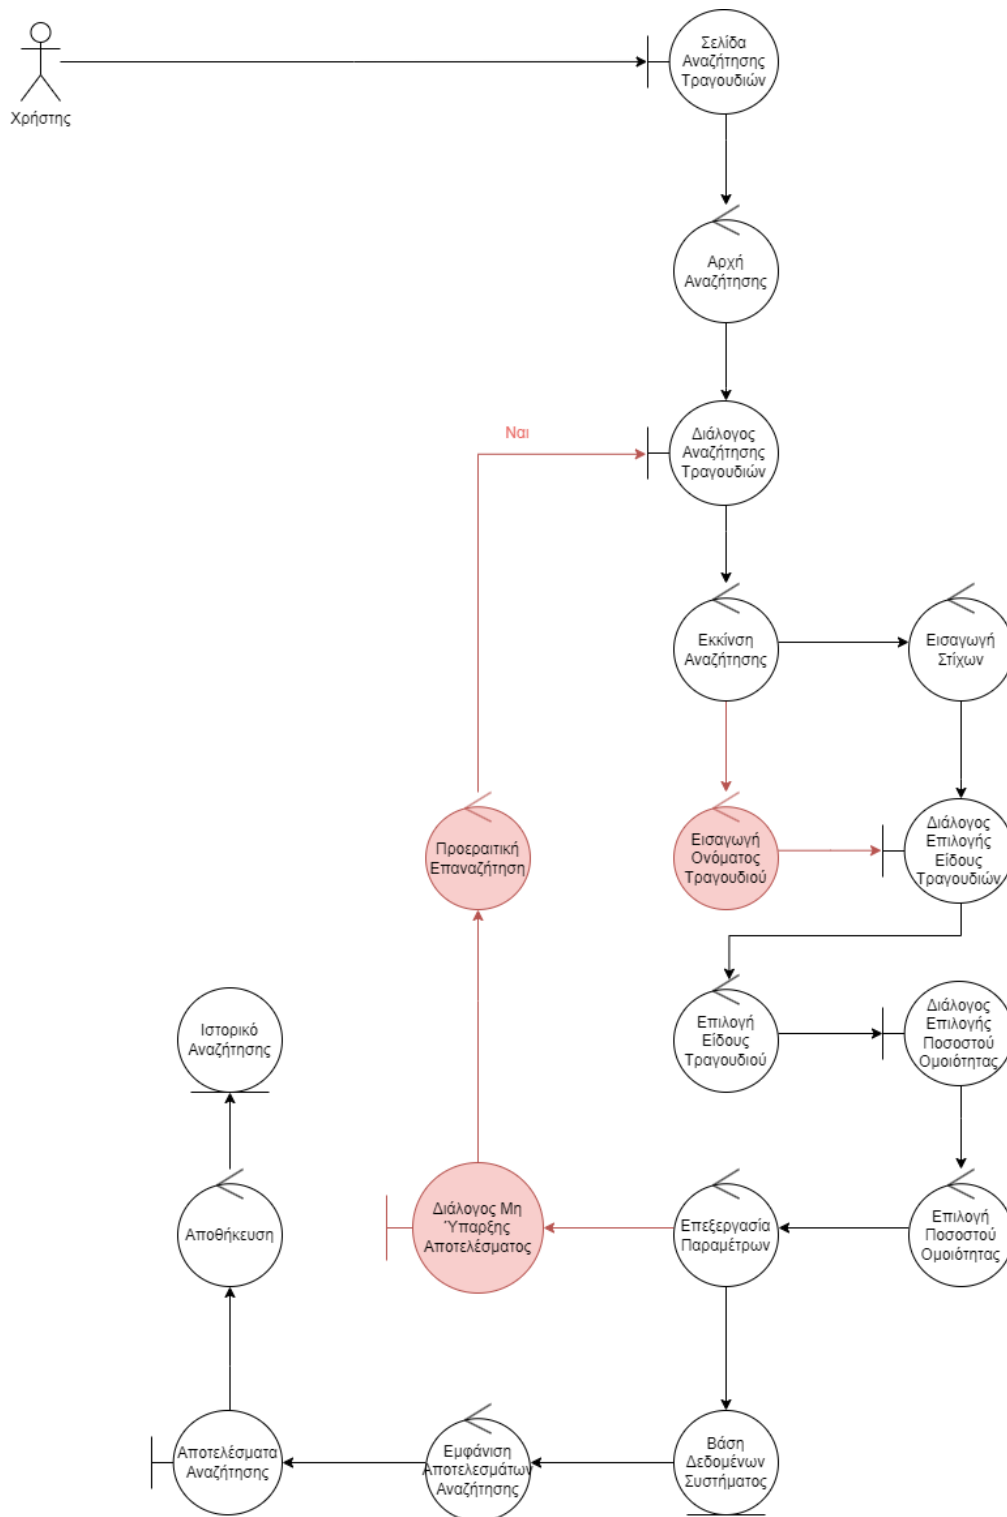 Σελίδα
Αναζήτησης
Τραγουδιών
Χρήστης
Αρχή
Αναζήτησης
Ναι
Διάλογος
Αναζήτησης
Τραγουδιών
Εκκίνση
Αναζήτησης
Εισαγωγή
Στίχων
Προεραιτική
Επαναζήτηση
Εισαγωγή
Ονόματος
Τραγουδιού
Διάλογος
Επιλογής
Είδους
Τραγουδιών
Ιστορικό
Αναζήτησης
Επιλογή
Είδους
Τραγουδιού
Διάλογος
Επιλογής
Ποσοστού
Ομοιότητας
Αποθήκευση
Διάλογος Μη
Ύπαρξης
Αποτελέσματος
Επεξεργασία
Παραμέτρων
Επιλογή
Ποσοστού
Ομοιότητας
Αποτελέσματα
Αναζήτησης
Εμφάνιση
Αποτελεσμάτων
Αναζήτησης
Βάση
Δεδομένων
Συστήματος